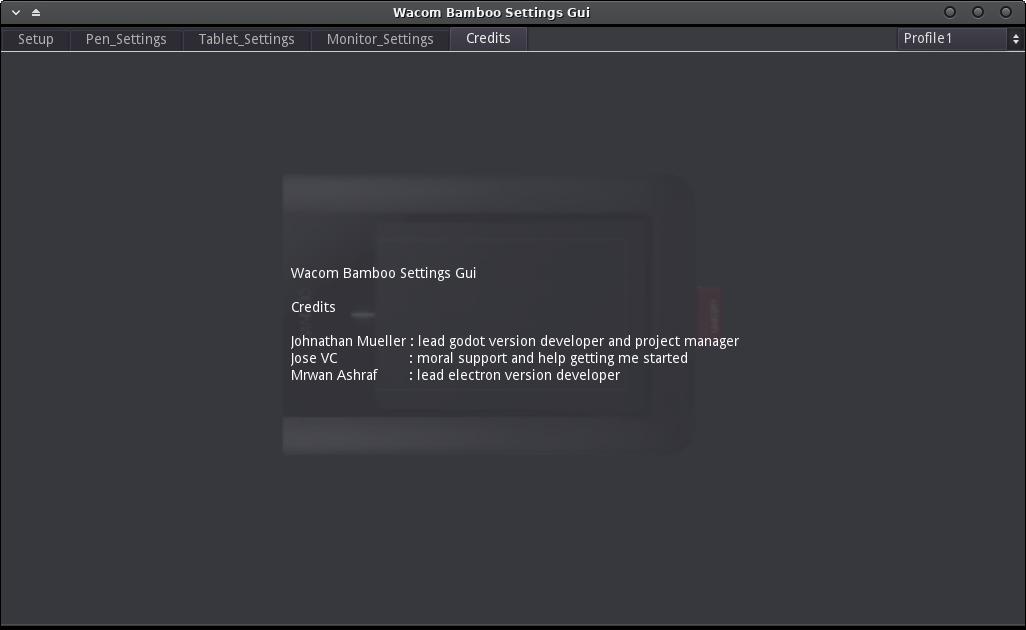 Wacom Bamboo Settings Gui
Setup Pen_Settings Tablet_Settings Monitor_Settings Credits Profile1
Wacom Bamboo Settings Gui
Credits
Johnathan Mueller : lead godot version developer and project manager
Jose VC : moral support and help getting me started
Mrwan Ashraf : lead electron version developer